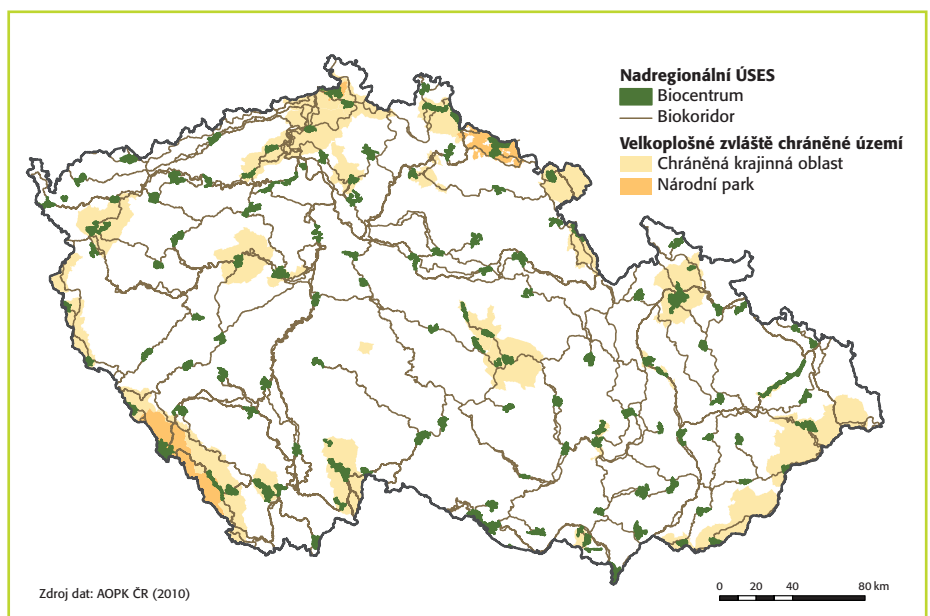 Nadregionální ÚSES
Biocentrum
Biokoridor
Velkoplošné zvláště chráněné území
Chráněná krajinná oblast
Národní park
Zdroj dat: AOPK ČR (2010)
0 20 40 80 km